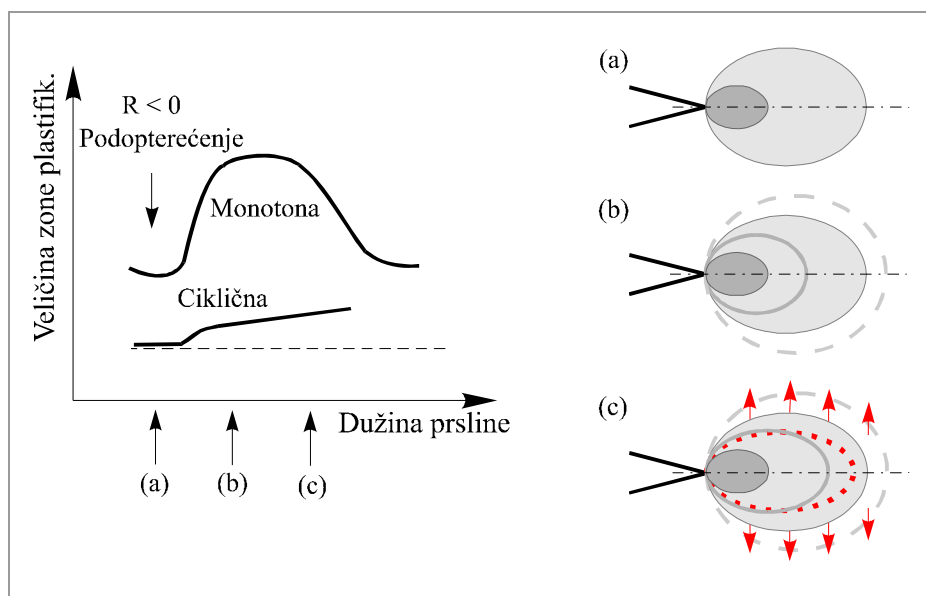 Veličina zone plastifik.
R < 0
Podopterećenje
Monotona
Ciklična
Dužina prsline
(a)
(b)
(c)
(a)
(b)
(c)